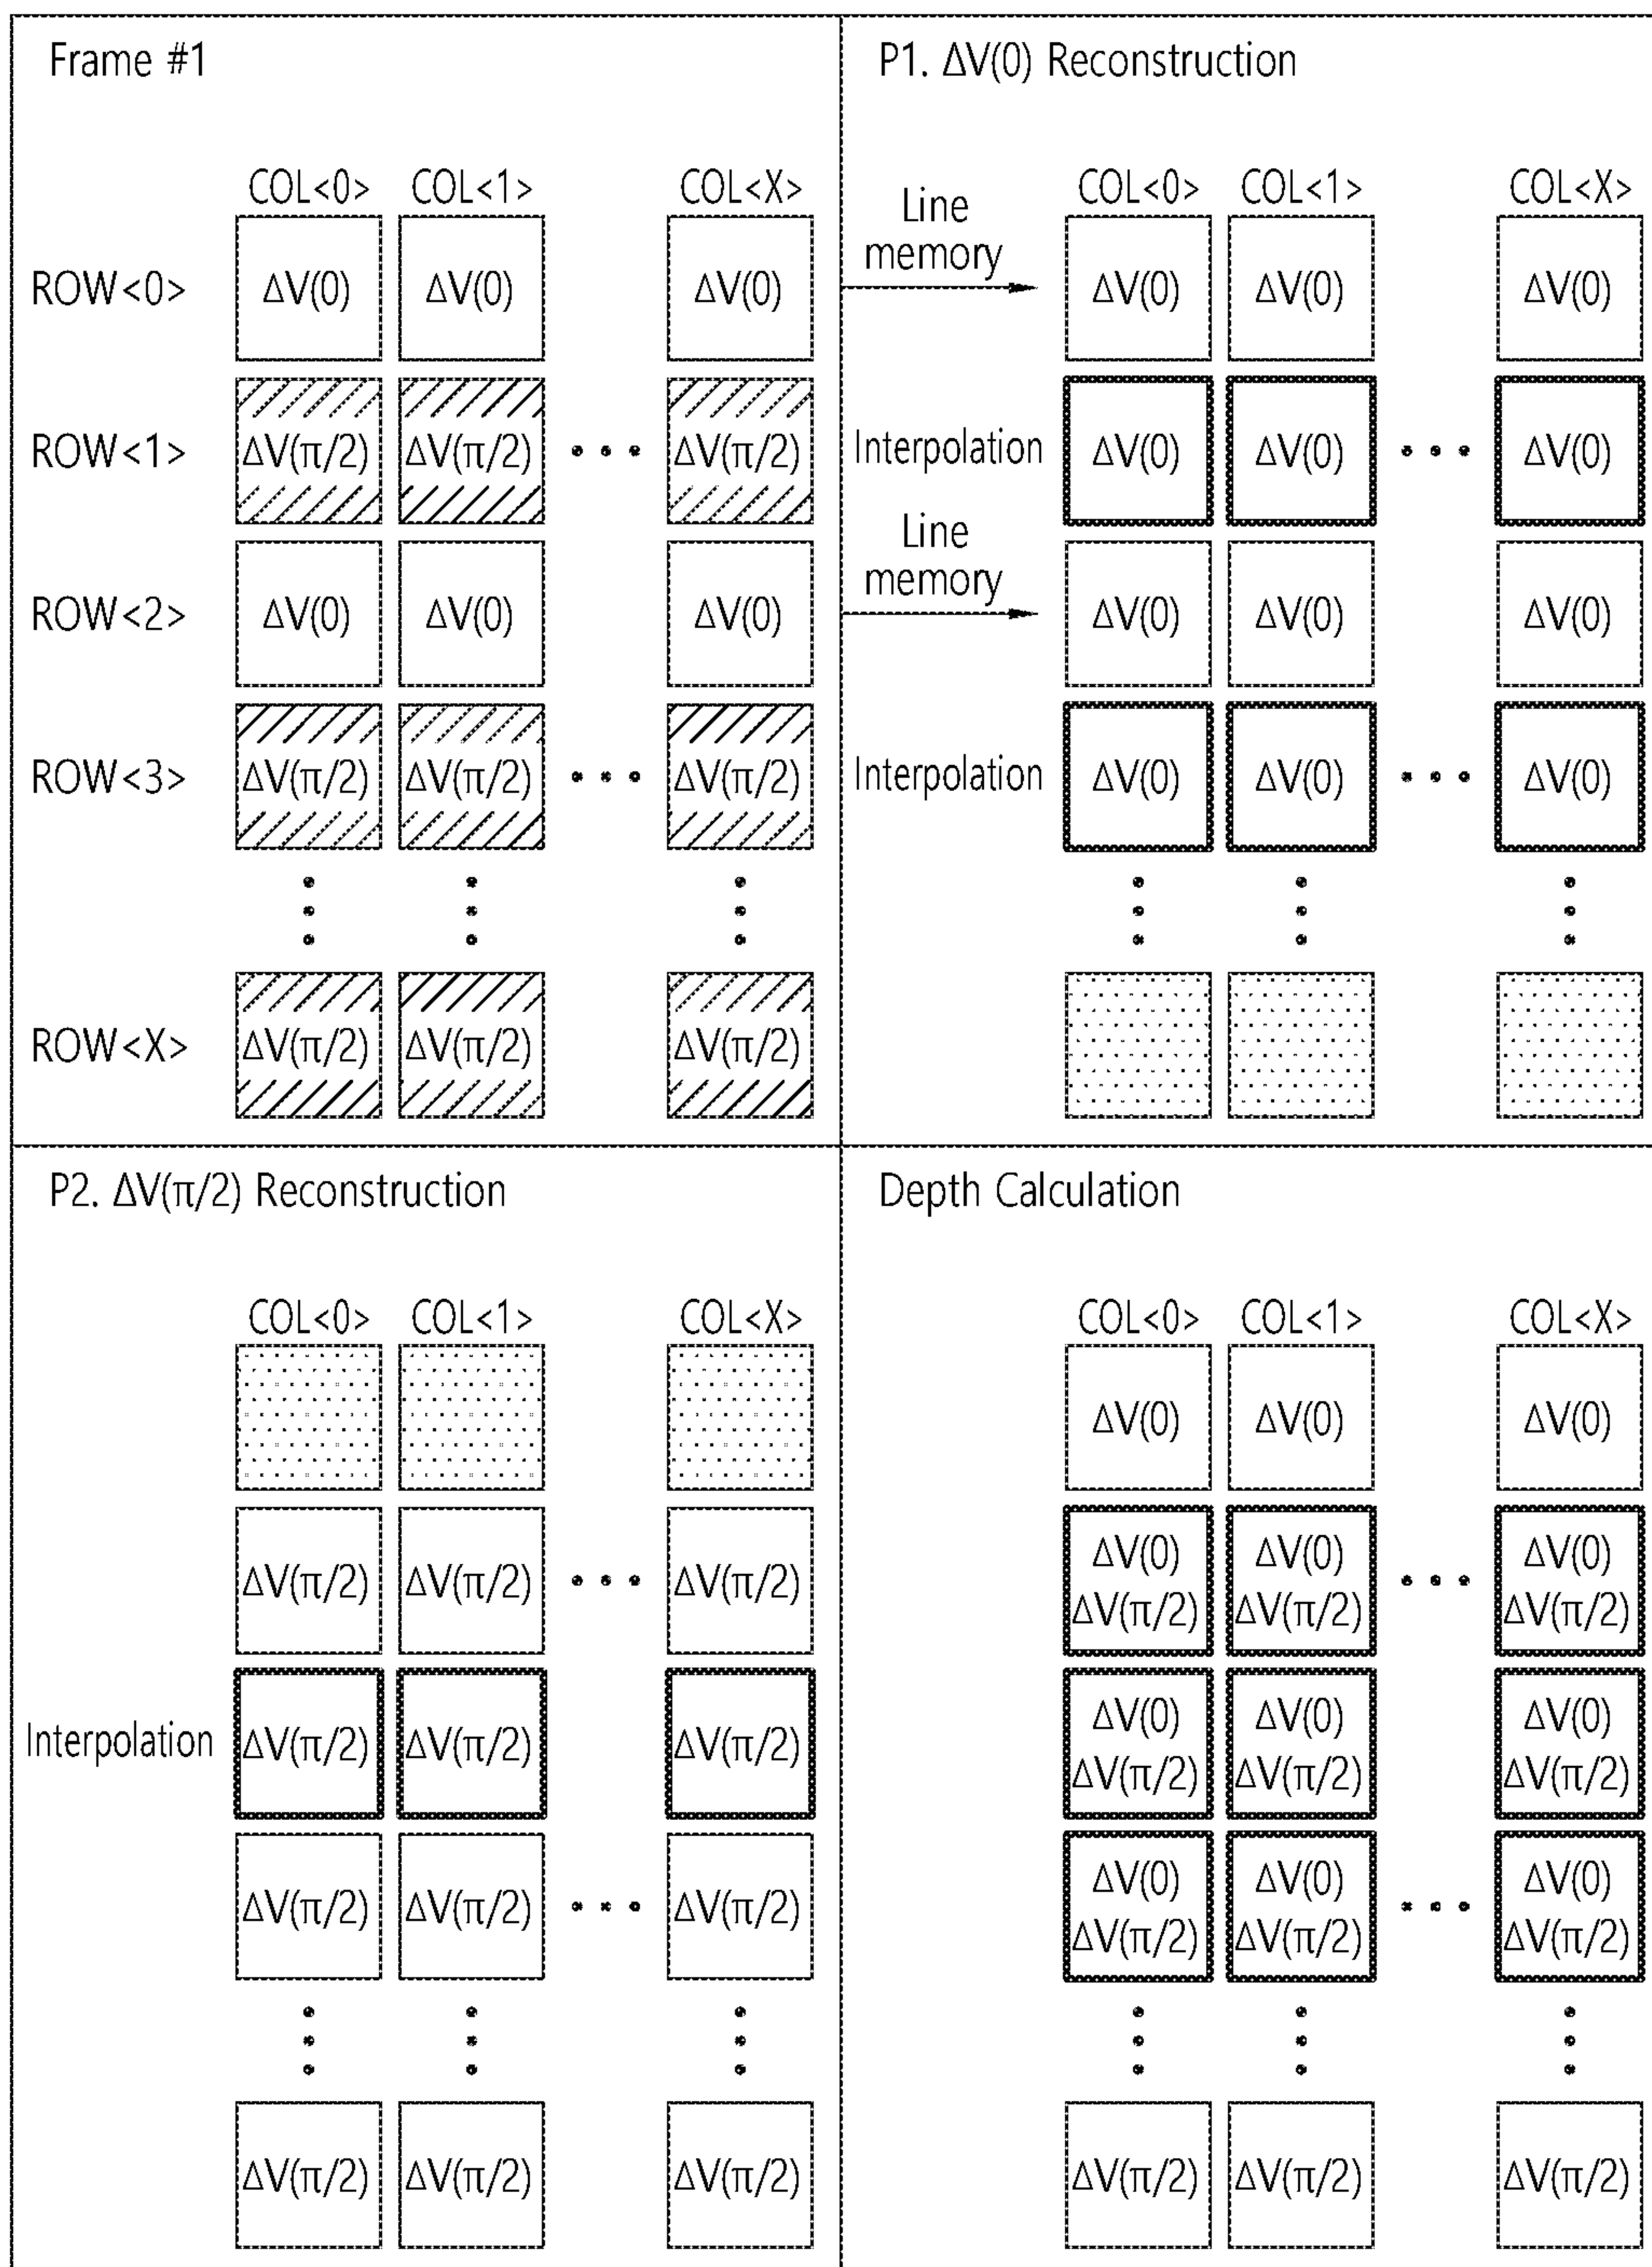 Frame #1
COL<0> COL<1> COL<X>
ROW<0> ΔV(0) ΔV(0) ΔV(0)
ROW<1> ΔV(π/2) ΔV(π/2) ΔV(π/2)
ROW<2> ΔV(0) ΔV(0) ΔV(0)
ROW<3> ΔV(π/2) ΔV(π/2) ΔV(π/2)
ROW<X> ΔV(π/2) ΔV(π/2) ΔV(π/2)
P1. ΔV(0) Reconstruction
COL<0> COL<1> COL<X>
Line
memory
ΔV(0) ΔV(0) ΔV(0)
Interpolation ΔV(0) ΔV(0) ΔV(0)
Line
memory
ΔV(0) ΔV(0) ΔV(0)
Interpolation ΔV(0) ΔV(0) ΔV(0)
P2. ΔV(π/2) Reconstruction
COL<0> COL<1> COL<X>
ΔV(π/2) ΔV(π/2) ΔV(π/2)
Interpolation ΔV(π/2) ΔV(π/2) ΔV(π/2)
ΔV(π/2) ΔV(π/2) ΔV(π/2)
ΔV(π/2) ΔV(π/2) ΔV(π/2)
Depth Calculation
COL<0> COL<1> COL<X>
ΔV(0) ΔV(0) ΔV(0)
ΔV(0) ΔV(0) ΔV(0)
ΔV(π/2) ΔV(π/2) ΔV(π/2)
ΔV(0) ΔV(0) ΔV(0)
ΔV(π/2) ΔV(π/2) ΔV(π/2)
ΔV(0) ΔV(0) ΔV(0)
ΔV(π/2) ΔV(π/2) ΔV(π/2)
ΔV(π/2) ΔV(π/2) ΔV(π/2)